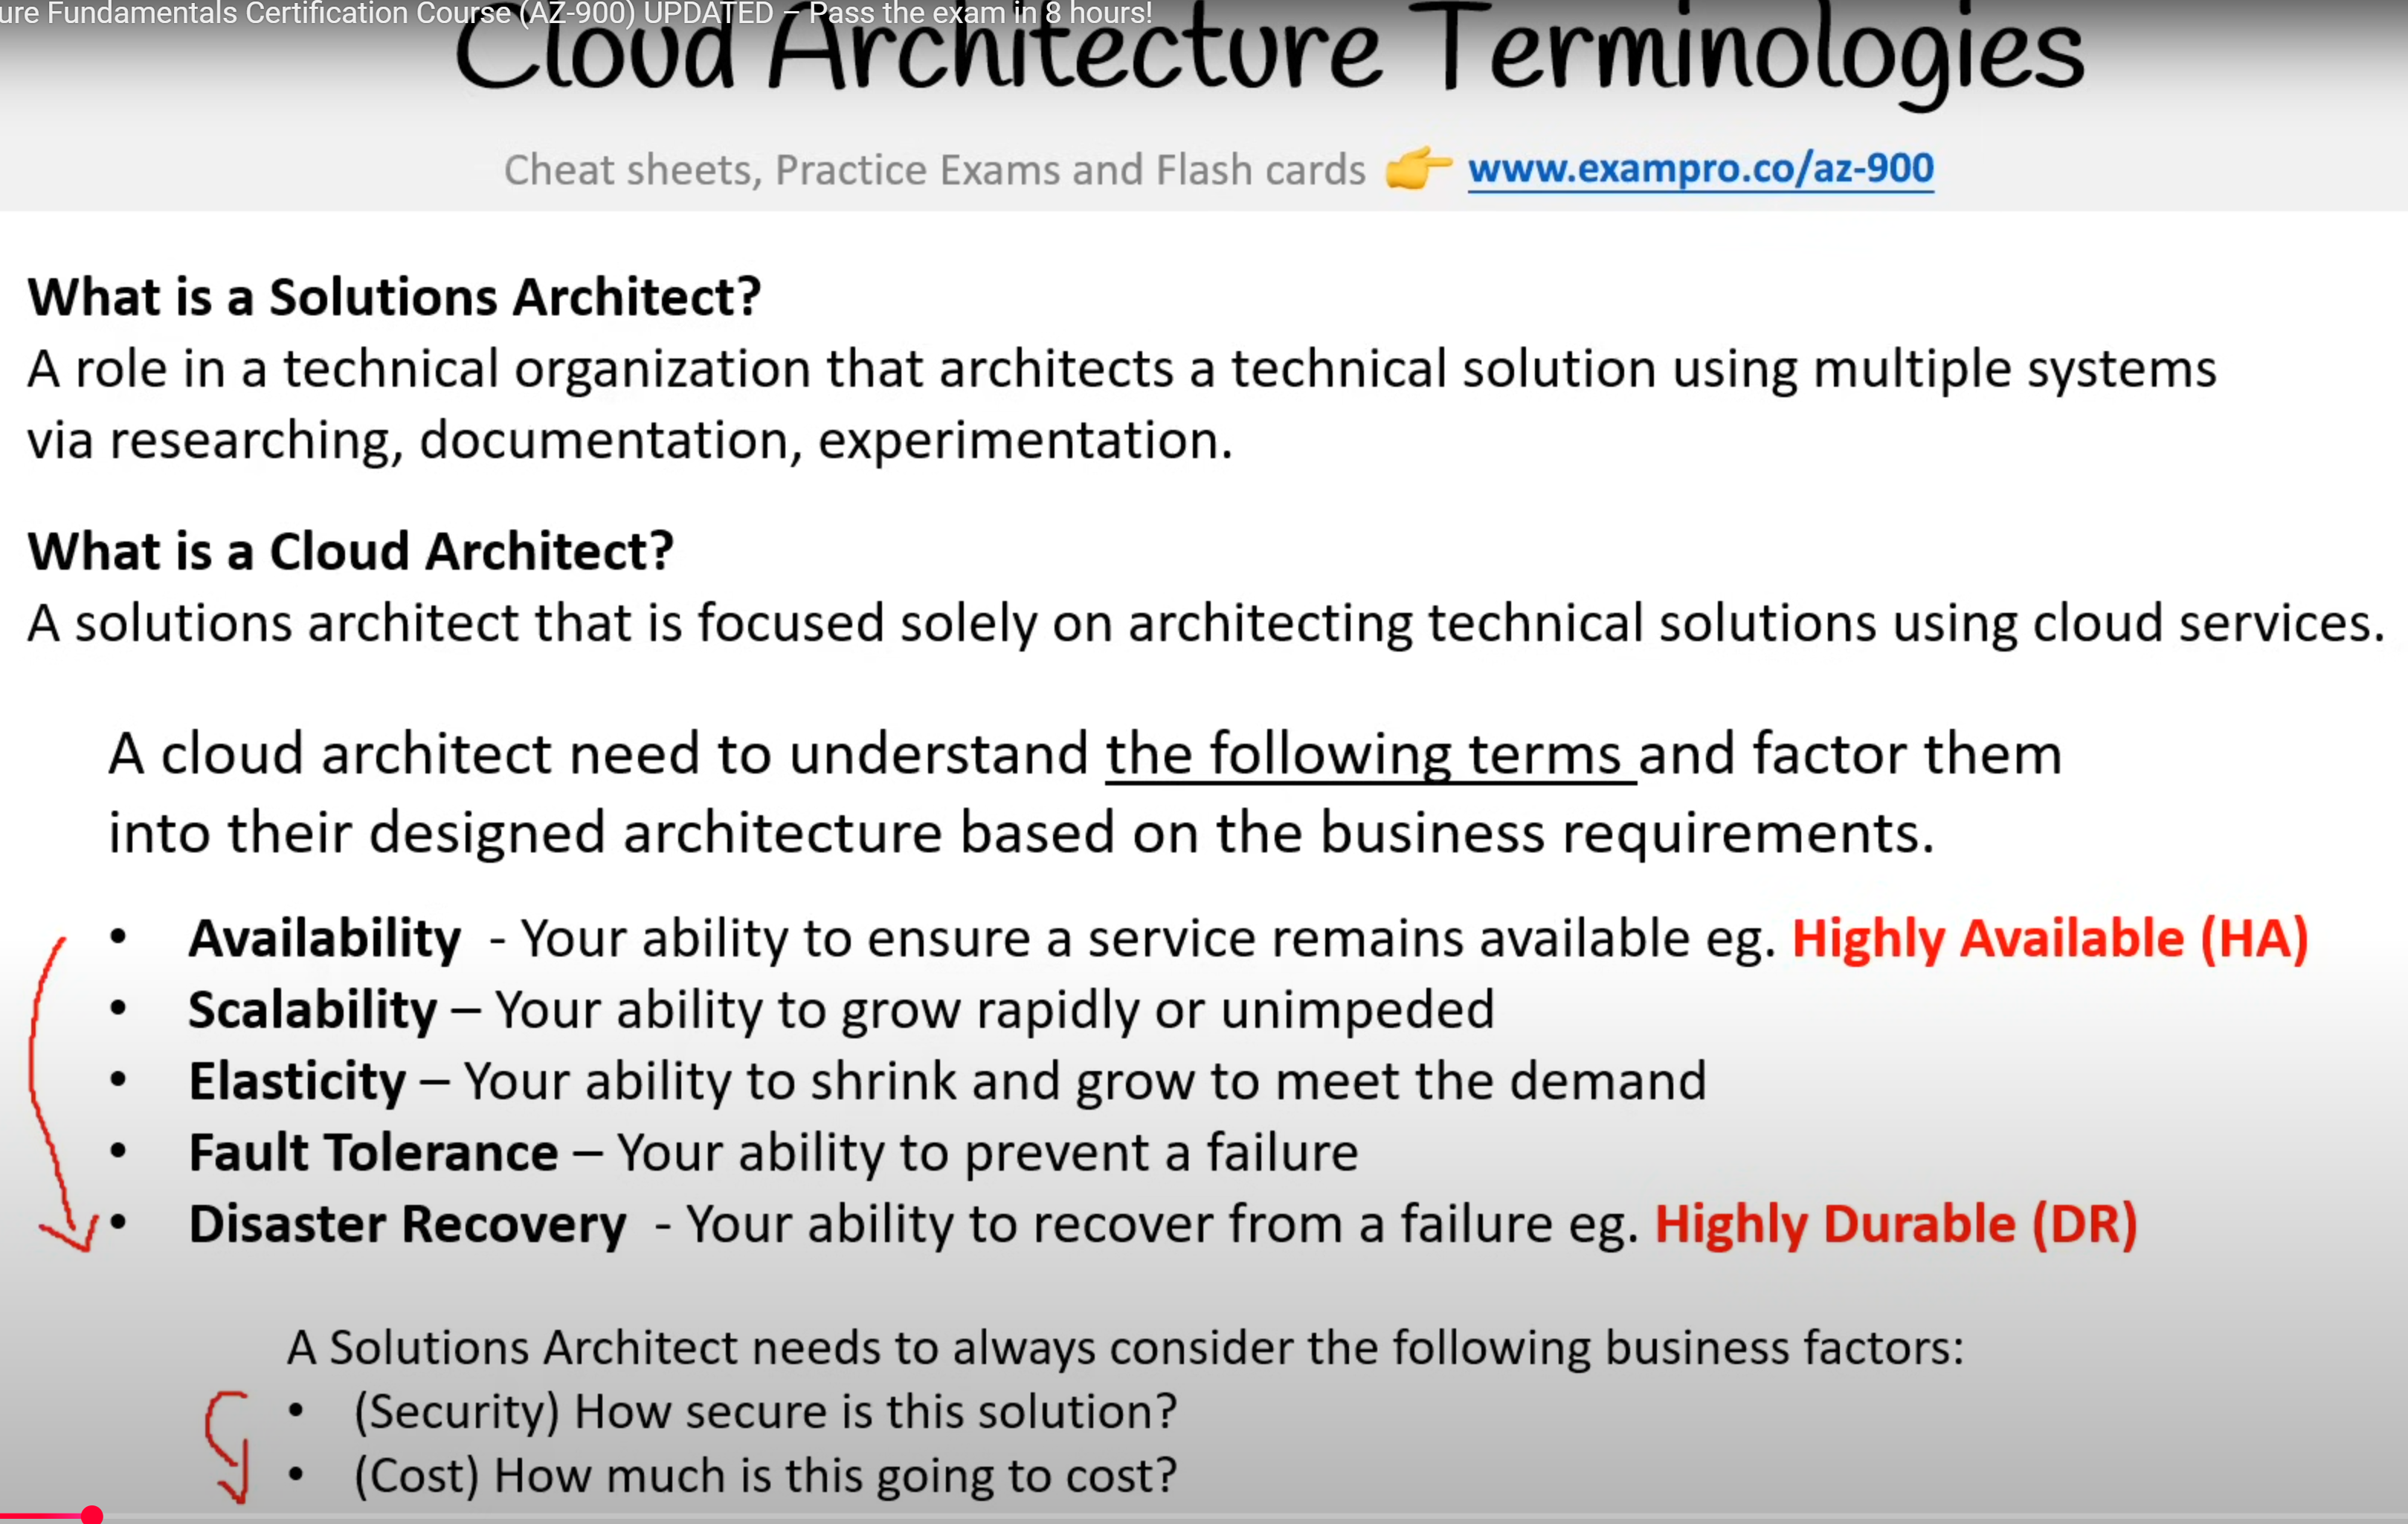 ure Fundamentals Certification Course (AZ-900) UPDATED – Pass the exam in 8 hours!
Cloud Architecture Terminologies
Cheat sheets, Practice Exams and Flash cards 👉 www.exampro.co/az-900
What is a Solutions Architect?
A role in a technical organization that architects a technical solution using multiple systems
via researching, documentation, experimentation.
What is a Cloud Architect?
A solutions architect that is focused solely on architecting technical solutions using cloud services.
A cloud architect need to understand the following terms and factor them
into their designed architecture based on the business requirements.
• Availability - Your ability to ensure a service remains available eg. Highly Available (HA)
• Scalability – Your ability to grow rapidly or unimpeded
• Elasticity – Your ability to shrink and grow to meet the demand
• Fault Tolerance – Your ability to prevent a failure
• Disaster Recovery - Your ability to recover from a failure eg. Highly Durable (DR)
A Solutions Architect needs to always consider the following business factors:
• (Security) How secure is this solution?
• (Cost) How much is this going to cost?